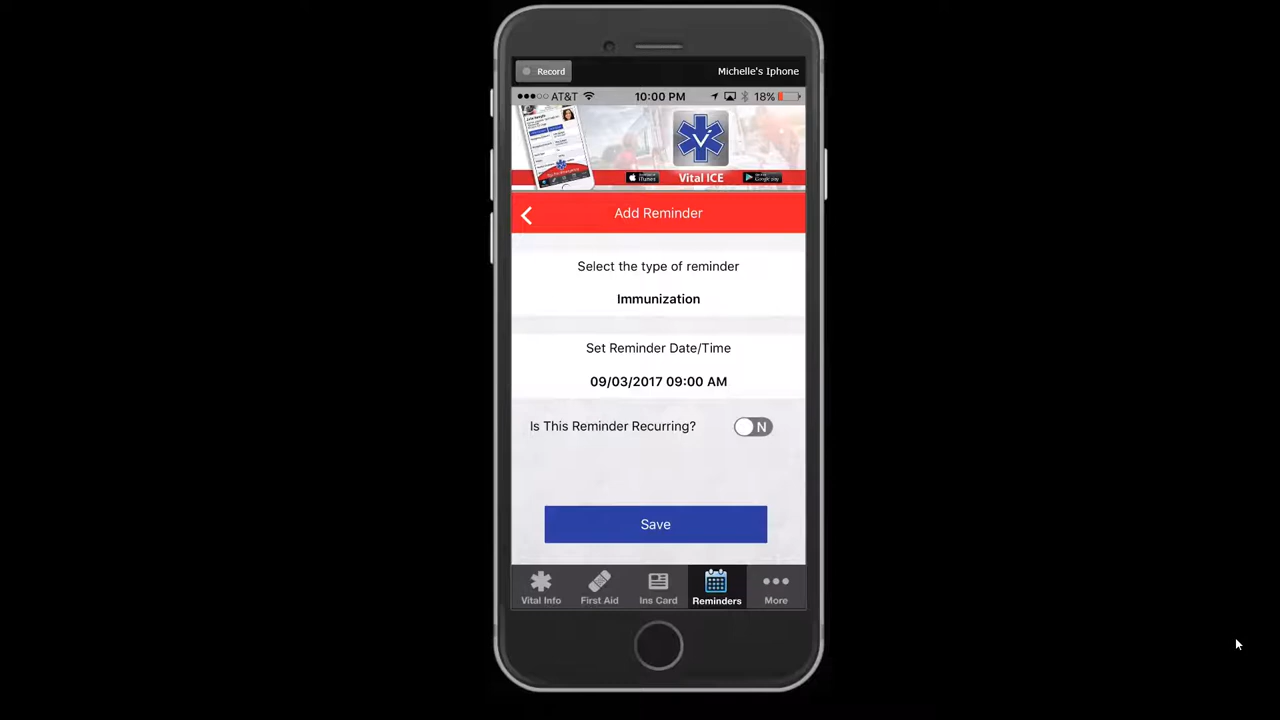 Record
Michelle's Iphone
AT&T
10:00 PM
18%
iTunes
Vital ICE
Google play
Add Reminder
Select the type of reminder
Immunization
Set Reminder Date/Time
09/03/2017 09:00 AM
Is This Reminder Recurring?
N
Save
Vital Info
First Aid
Ins Card
Reminders
More